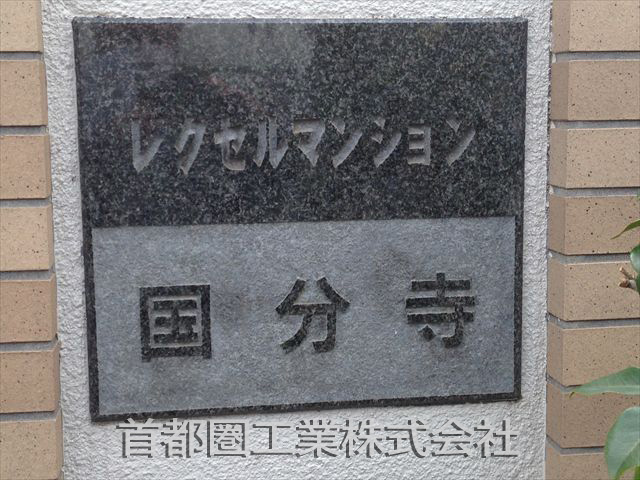 レクセルマンション
国分寺
首都圏工業株式会社